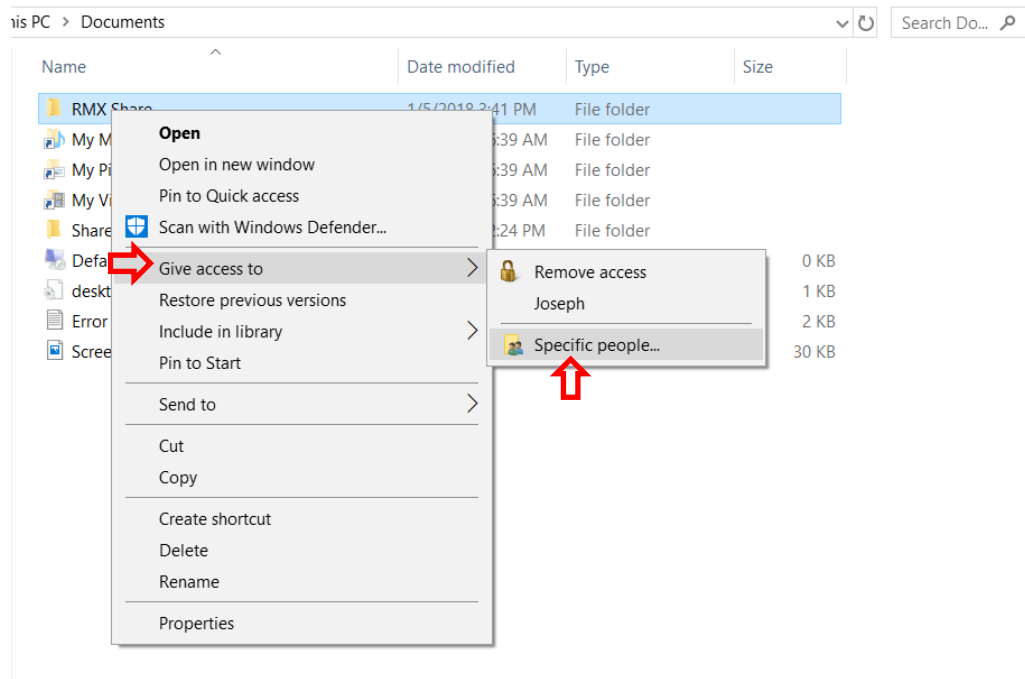 PC > Documents
Search Do...
Name Date modified Type Size
RMX Share 1/5/2018 3:41 PM File folder
My M :39 AM File folder
My Pi :39 AM File folder
My Vi :39 AM File folder
Share :24 PM File folder
Defa 0 KB
deskt 1 KB
Error 2 KB
Scree 30 KB
Open
Open in new window
Pin to Quick access
Scan with Windows Defender...
Give access to
Restore previous versions
Include in library
Pin to Start
Send to
Cut
Copy
Create shortcut
Delete
Rename
Properties
Remove access
Joseph
Specific people...